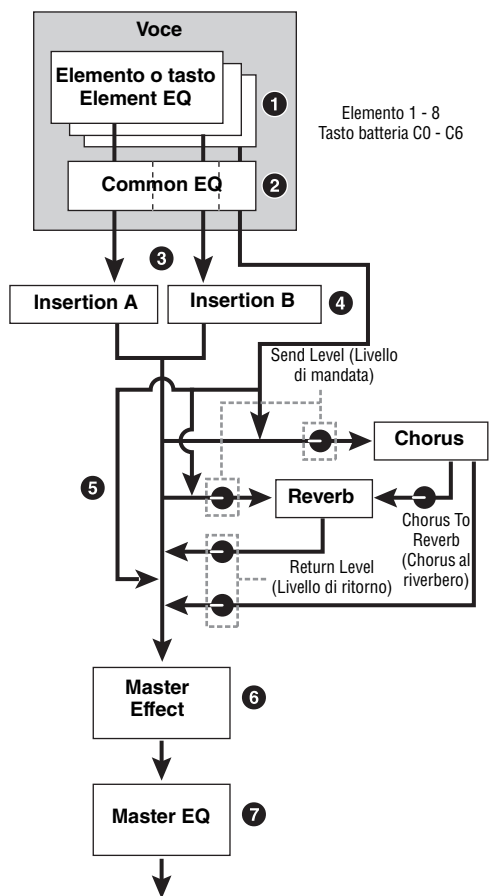 Voce
Elemento o tasto
Element EQ
1
Elemento 1 - 8
Tasto batteria C0 - C6
Common EQ
2
3
Insertion A
Insertion B
4
Send Level (Livello
di mandata)
Chorus
5
Reverb
Chorus To
Reverb
(Chorus al
riverbero)
Return Level
(Livello di ritorno)
Master
Effect
6
Master EQ
7